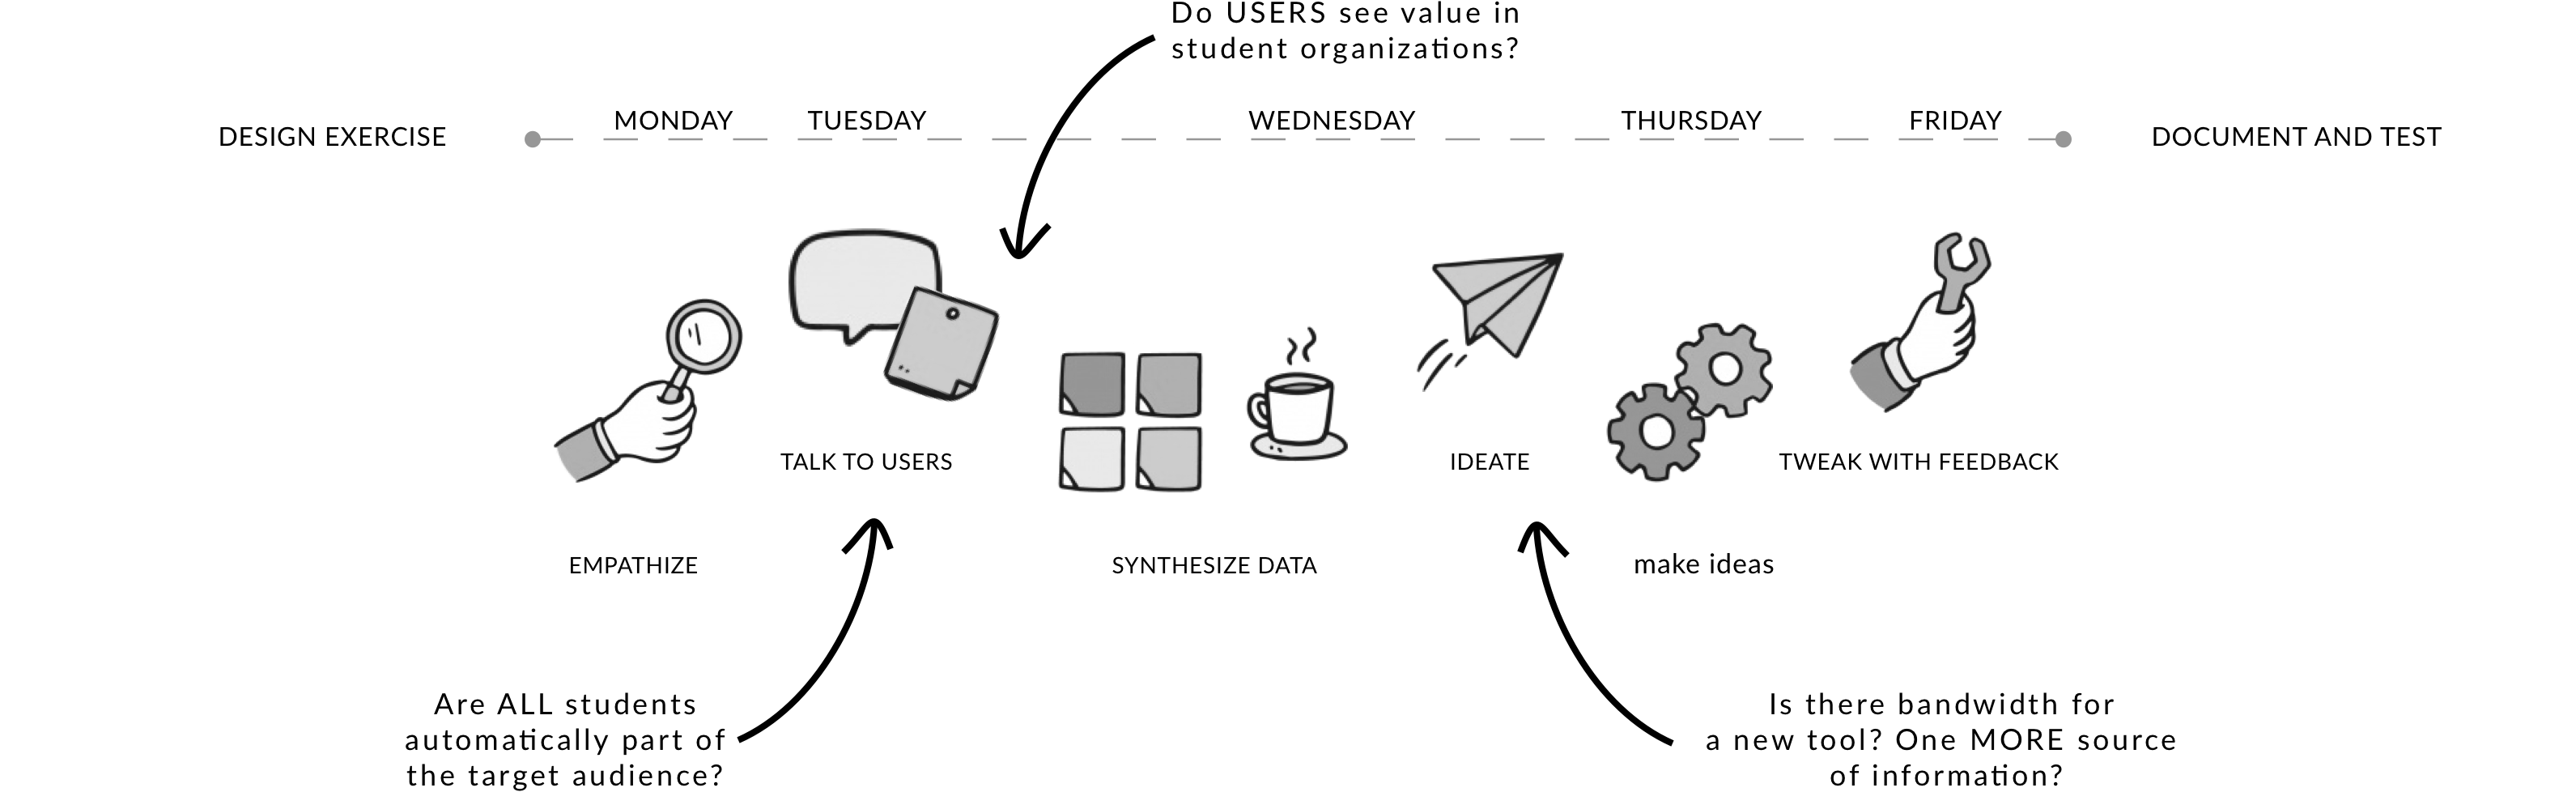 Do USERS see value in
student organizations?
DESIGN EXERCISE
MONDAY
TUESDAY
WEDNESDAY
THURSDAY
FRIDAY
DOCUMENT AND TEST
TALK TO USERS
IDEATE
TWEAK WITH FEEDBACK
EMPATHIZE
SYNTHESIZE DATA
make ideas
Are ALL students
automatically part of
the target audience?
Is there bandwidth for
a new tool? One MORE source
of information?